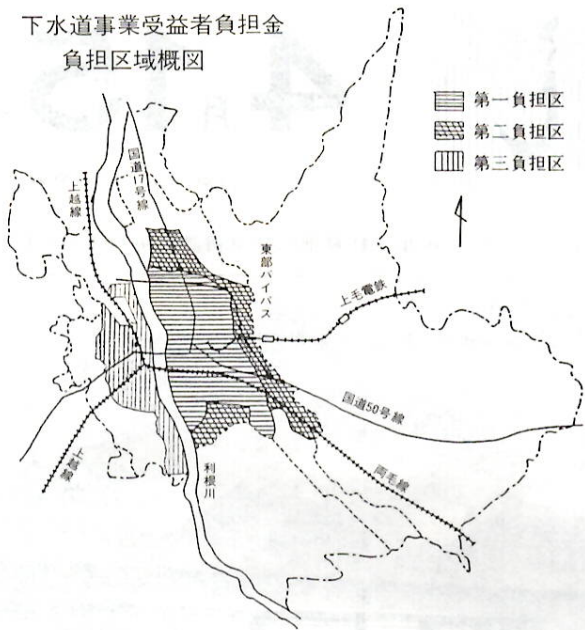 下水道事業受益者負担金
負担区域概図
第一負担区
第二負担区
第三負担区
国道17号線
上越線
東部バイパス
上毛電鉄
国道50号線
上越線
利根川
両毛線